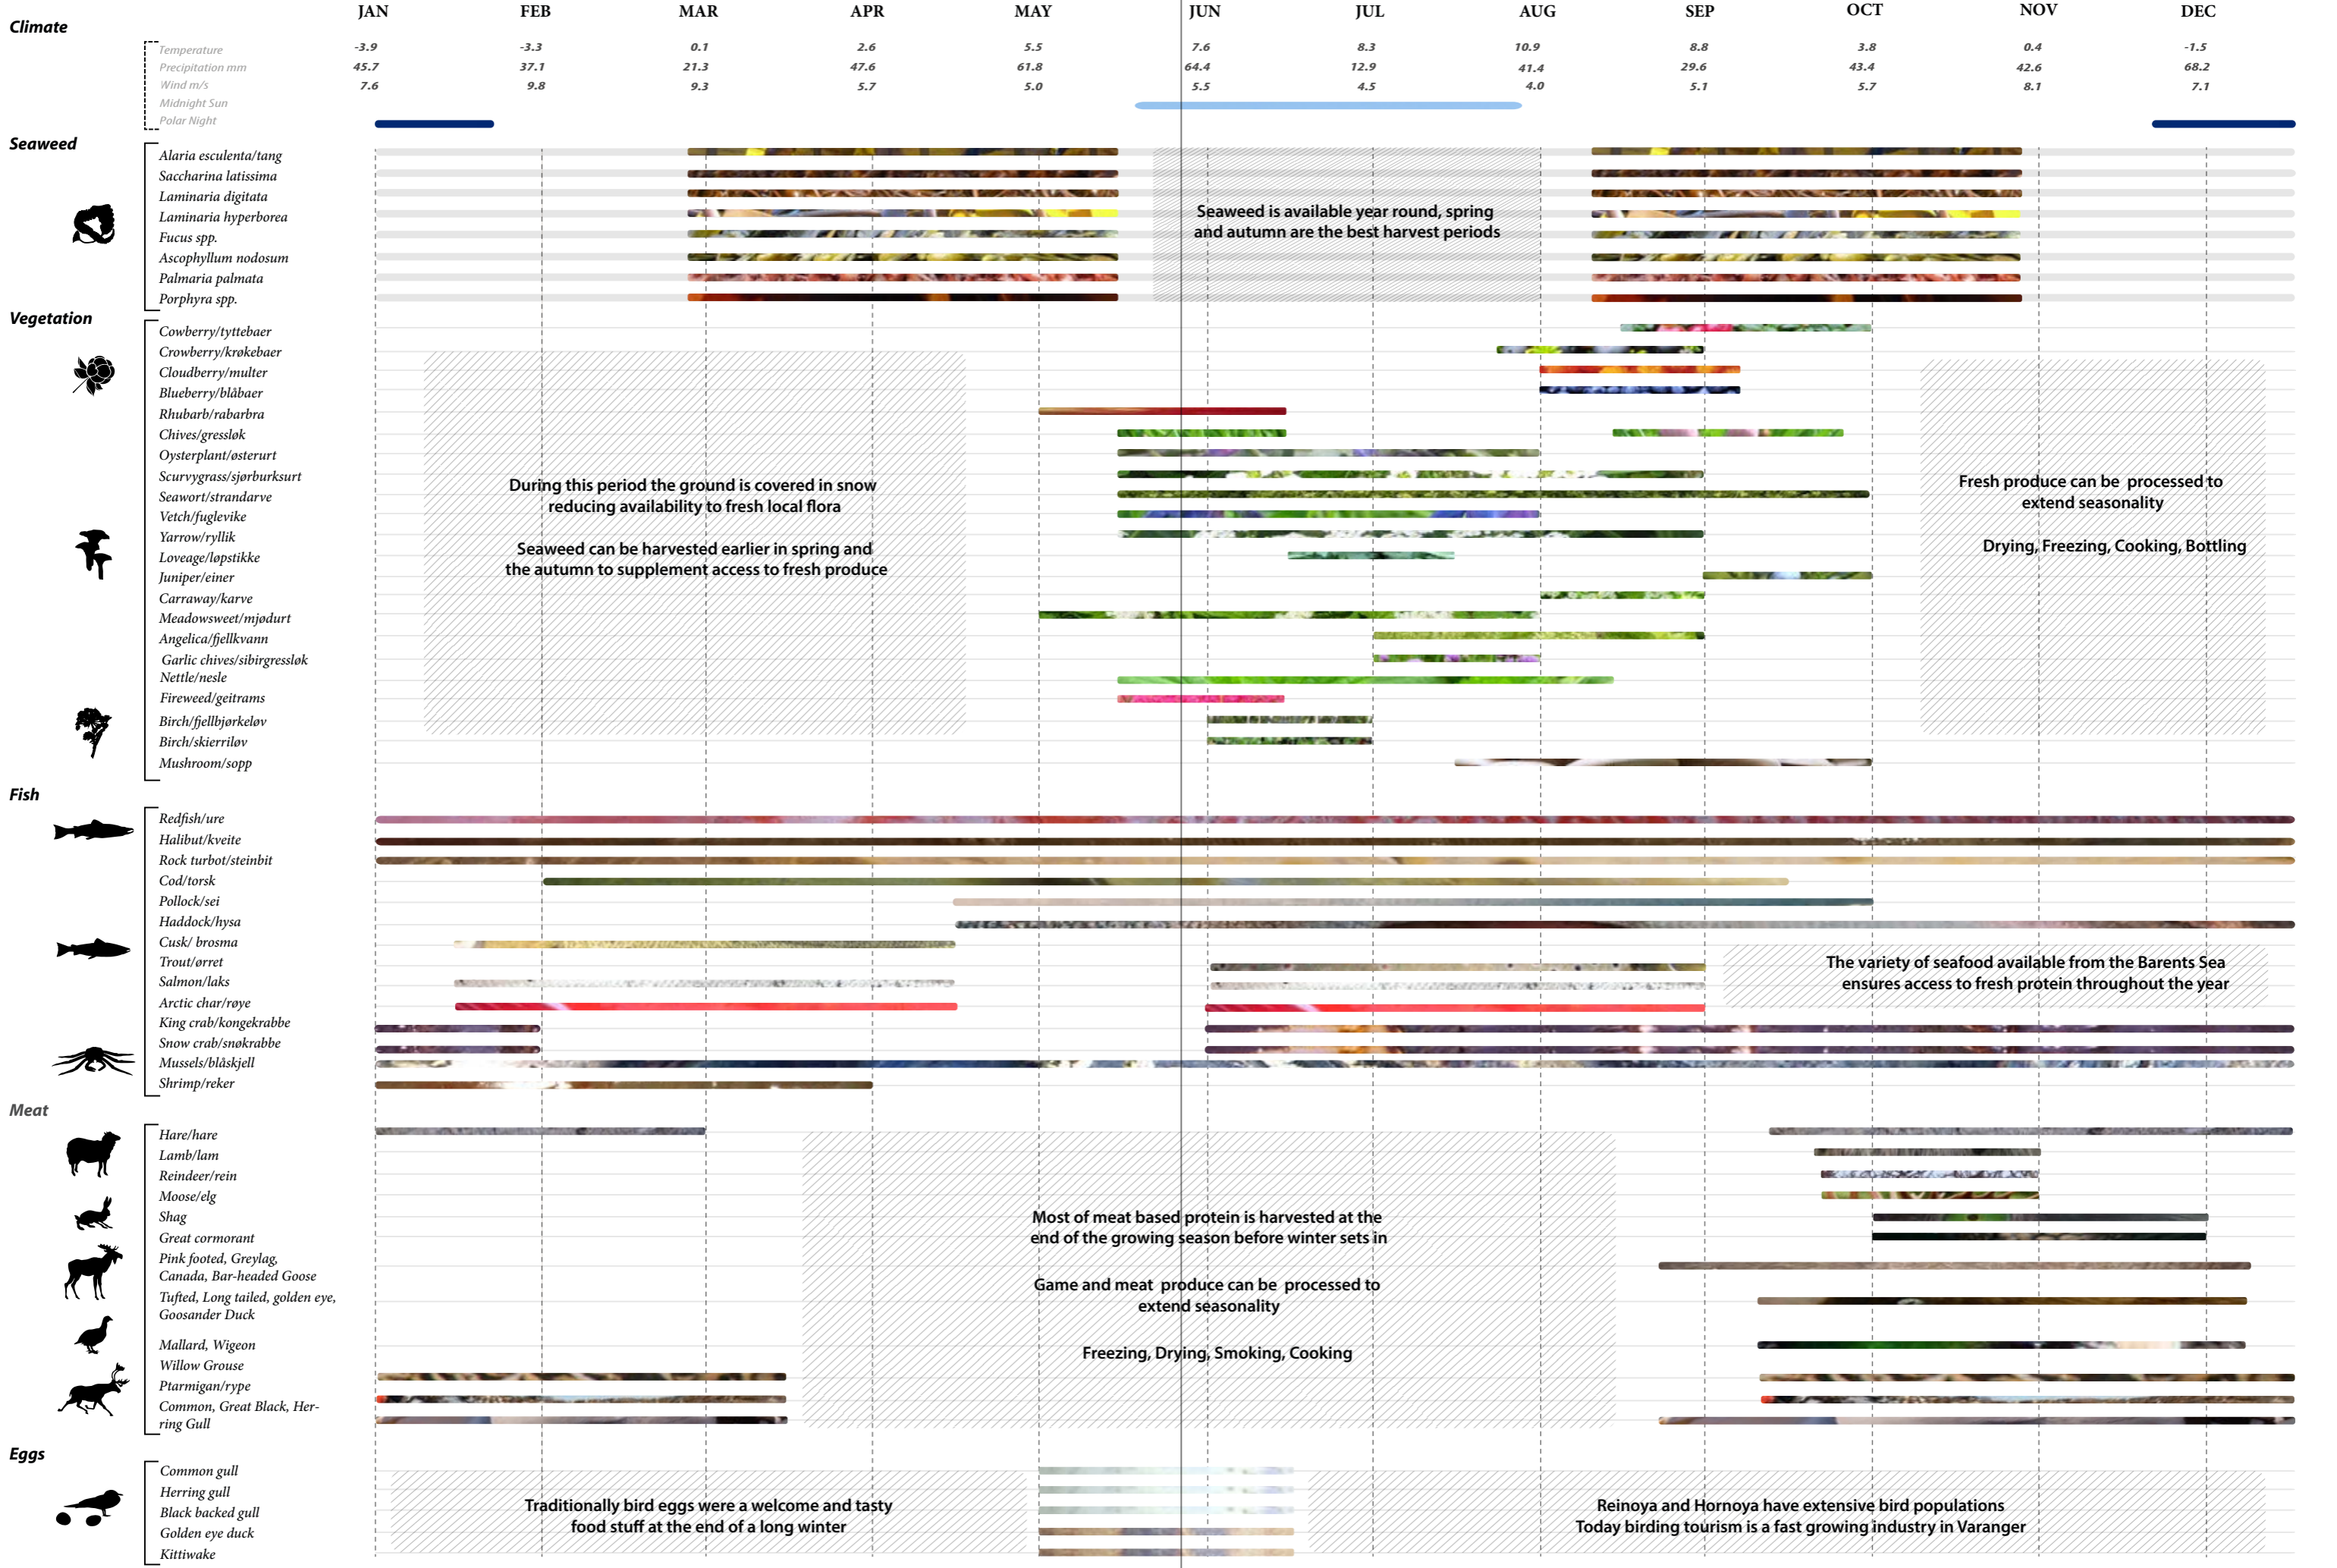 JAN FEB MAR APR MAY JUN JUL AUG SEP OCT NOV DEC
Climate
Temperature -3.9 -3.3 0.1 2.6 5.5 7.6 8.3 10.9 8.8 3.8 0.4 -1.5
Precipitation mm 45.7 37.1 21.3 47.6 61.8 64.4 12.9 41.4 29.6 43.4 42.6 68.2
Wind m/s 7.6 9.8 9.3 5.7 5.0 5.5 4.5 4.0 5.1 5.7 8.1 7.1
Midnight Sun
Polar Night
Seaweed
Alaria esculenta/tang
Saccharina latissima
Laminaria digitata
Laminaria hyperborea
Fucus spp.
Ascophyllum nodosum
Palmaria palmata
Porphyra spp.
Seaweed is available year round, spring
and autumn are the best harvest periods
Vegetation
Cowberry/tyttebaer
Crowberry/krøkebaer
Cloudberry/multer
Blueberry/blåbaer
Rhubarb/rabarbra
Chives/gressløk
Oysterplant/østerurt
Scurvygrass/sjørburksurt
Seawort/strandarve
Vetch/fuglevike
Yarrow/ryllik
Loveage/løpstikke
Juniper/einer
Carraway/karve
Meadowsweet/mjødurt
Angelica/fjellkvann
Garlic chives/sibirgressløk
Nettle/nesle
Fireweed/geitrams
Birch/fjellbjørkeløv
Birch/skierriløv
Mushroom/sopp
During this period the ground is covered in snow
reducing availability to fresh local flora
Seaweed can be harvested earlier in spring and
the autumn to supplement access to fresh produce
Fresh produce can be processed to
extend seasonality
Drying, Freezing, Cooking, Bottling
Fish
Redfish/ure
Halibut/kveite
Rock turbot/steinbit
Cod/torsk
Pollock/sei
Haddock/hysa
Cusk/ brosma
Trout/ørret
Salmon/laks
Arctic char/røye
King crab/kongekrabbe
Snow crab/snøkrabbe
Mussels/blåskjell
Shrimp/reker
The variety of seafood available from the Barents Sea
ensures access to fresh protein throughout the year
Meat
Hare/hare
Lamb/lam
Reindeer/rein
Moose/elg
Shag
Great cormorant
Pink footed, Greylag,
Canada, Bar-headed Goose
Tufted, Long tailed, golden eye,
Goosander Duck
Mallard, Wigeon
Willow Grouse
Ptarmigan/rype
Common, Great Black, Her-
ring Gull
Most of meat based protein is harvested at the
end of the growing season before winter sets in
Game and meat produce can be processed to
extend seasonality
Freezing, Drying, Smoking, Cooking
Eggs
Common gull
Herring gull
Black backed gull
Golden eye duck
Kittiwake
Traditionally bird eggs were a welcome and tasty
food stuff at the end of a long winter
Reinoya and Hornoya have extensive bird populations
Today birding tourism is a fast growing industry in Varanger